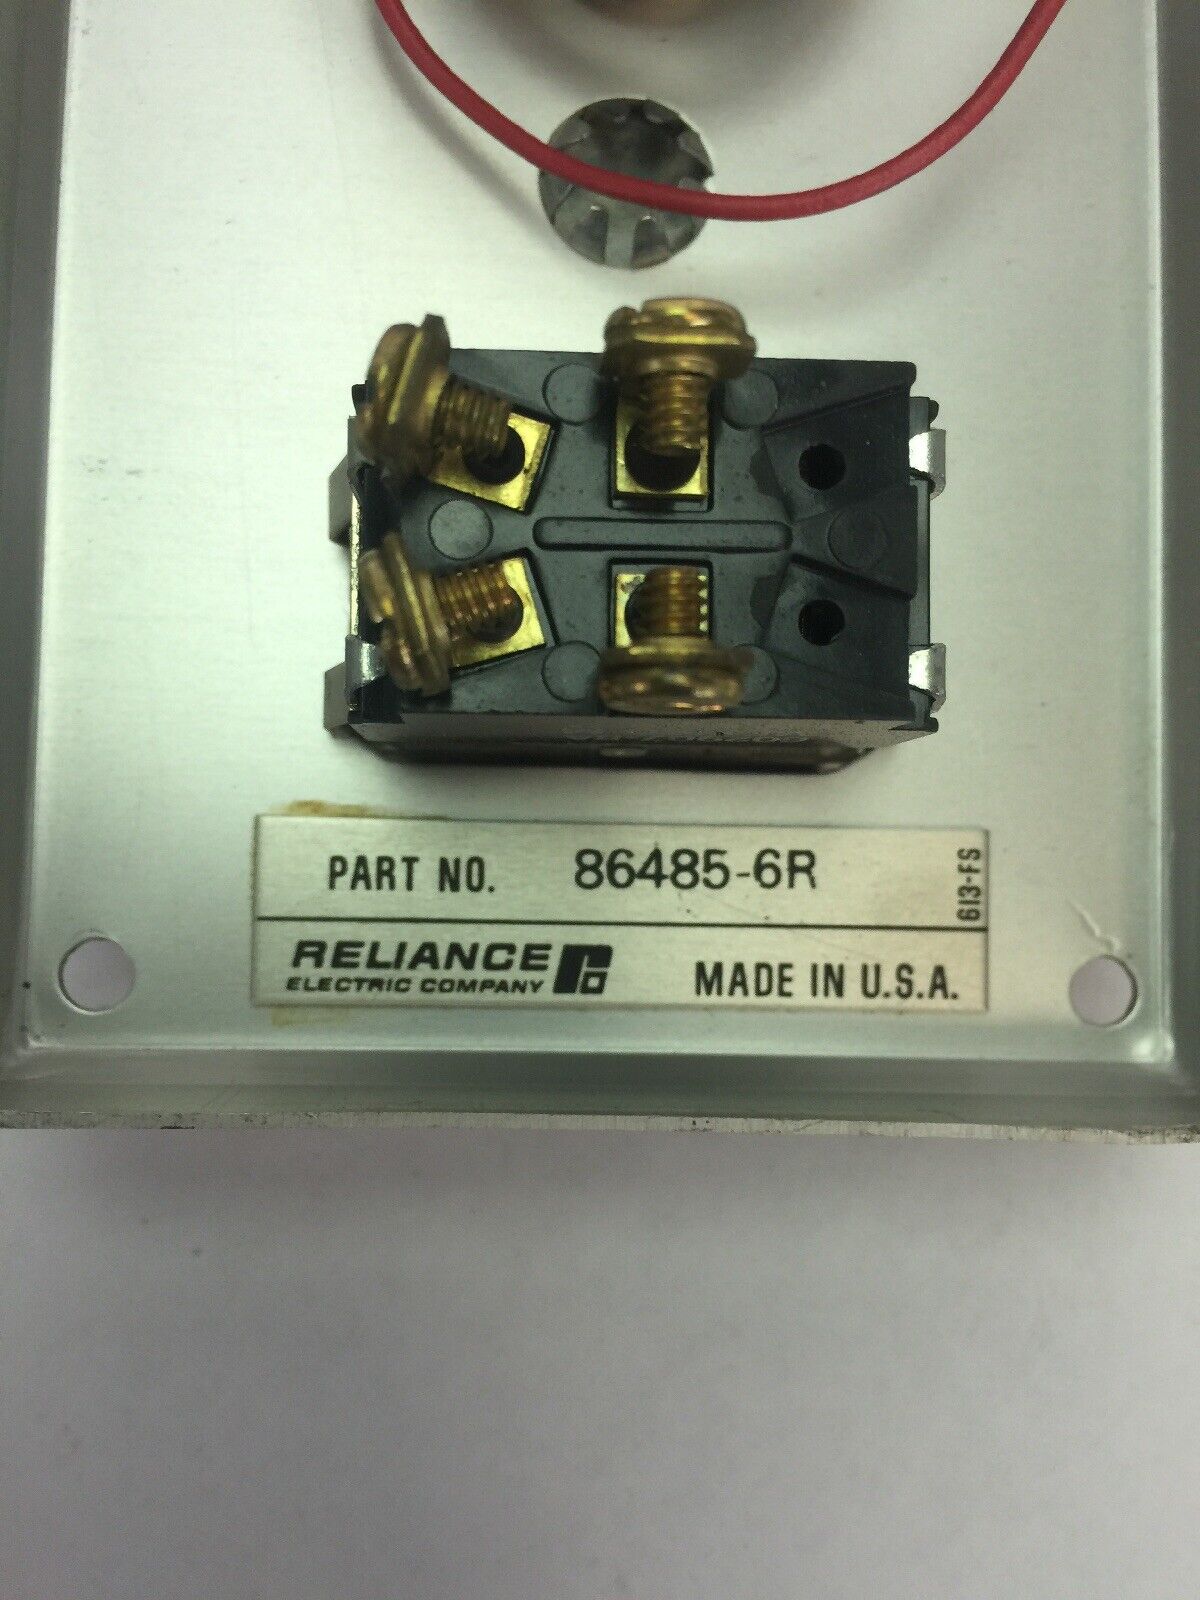 PART NO. 86485-6R
613-FS
RELIANCE
ELECTRIC COMPANY
MADE IN U.S.A.